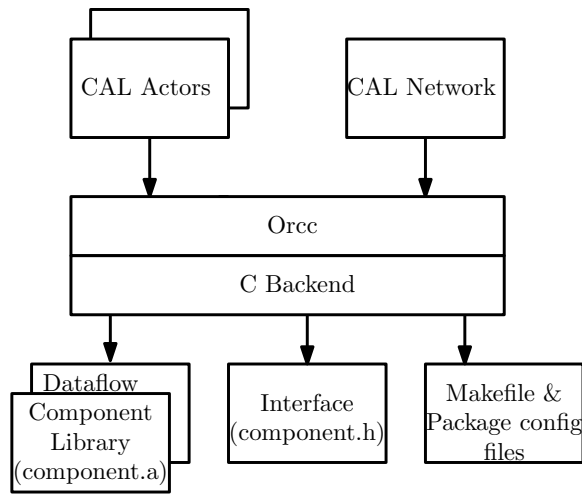 CAL Actors
CAL Network
Orcc
C Backend
Dataflow
Component
Library
(component.a)
Interface
(component.h)
Makefile &
Package config
files